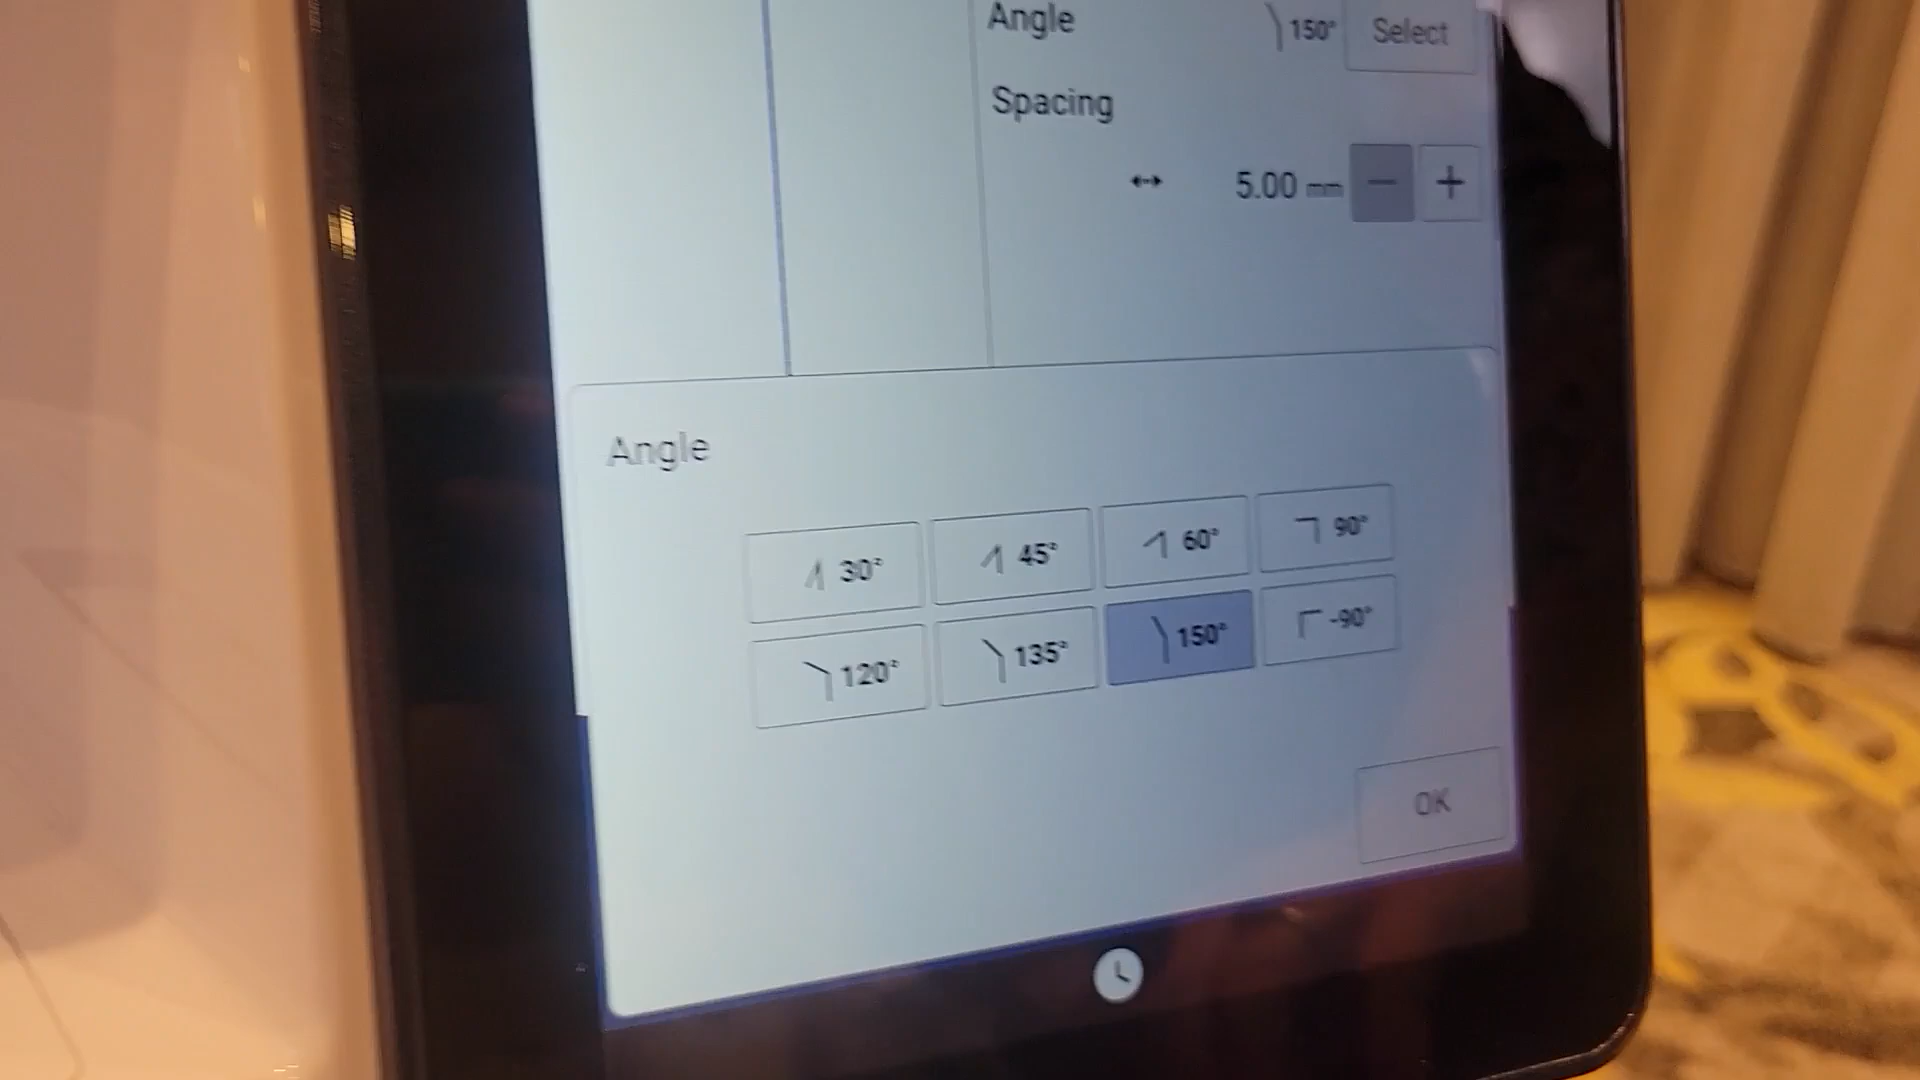 Angle 150° Select
Spacing
5.00 mm − +
Angle
30° 45° 60° 90°
120° 135° 150° -90°
OK